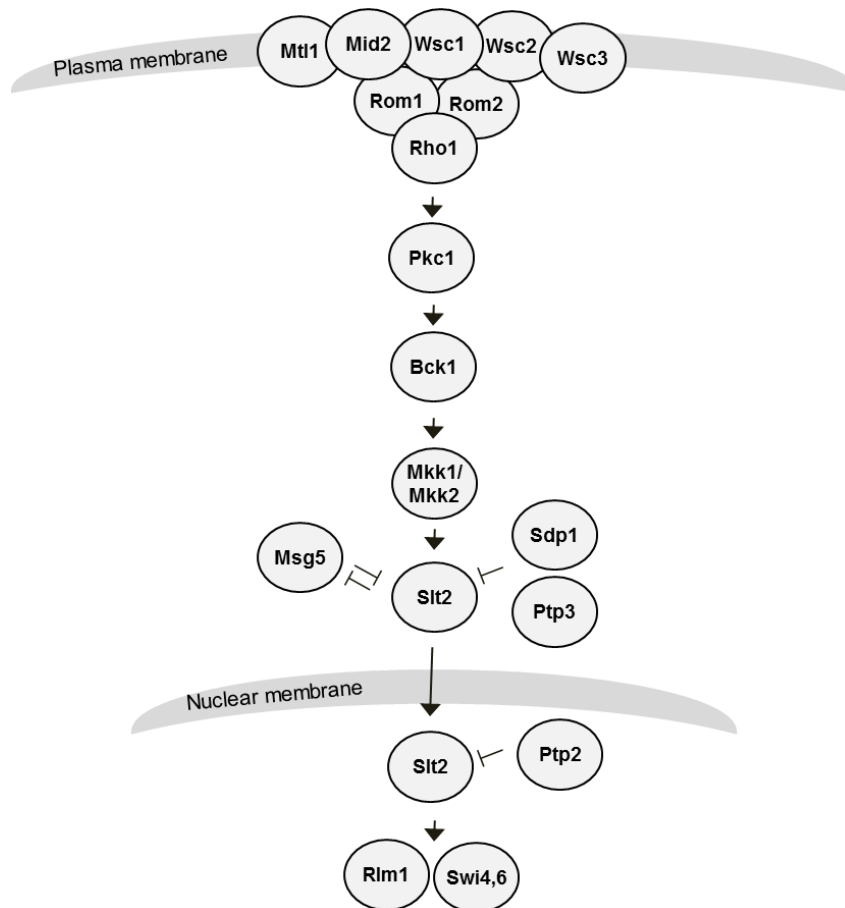 Plasma membrane
Mtl1
Mid2
Wsc1
Wsc2
Wsc3
Rom1
Rom2
Rho1
Pkc1
Bck1
Mkk1/
Mkk2
Msg5
Slt2
Sdp1
Ptp3
Nuclear membrane
Slt2
Ptp2
Rlm1
Swi4,6